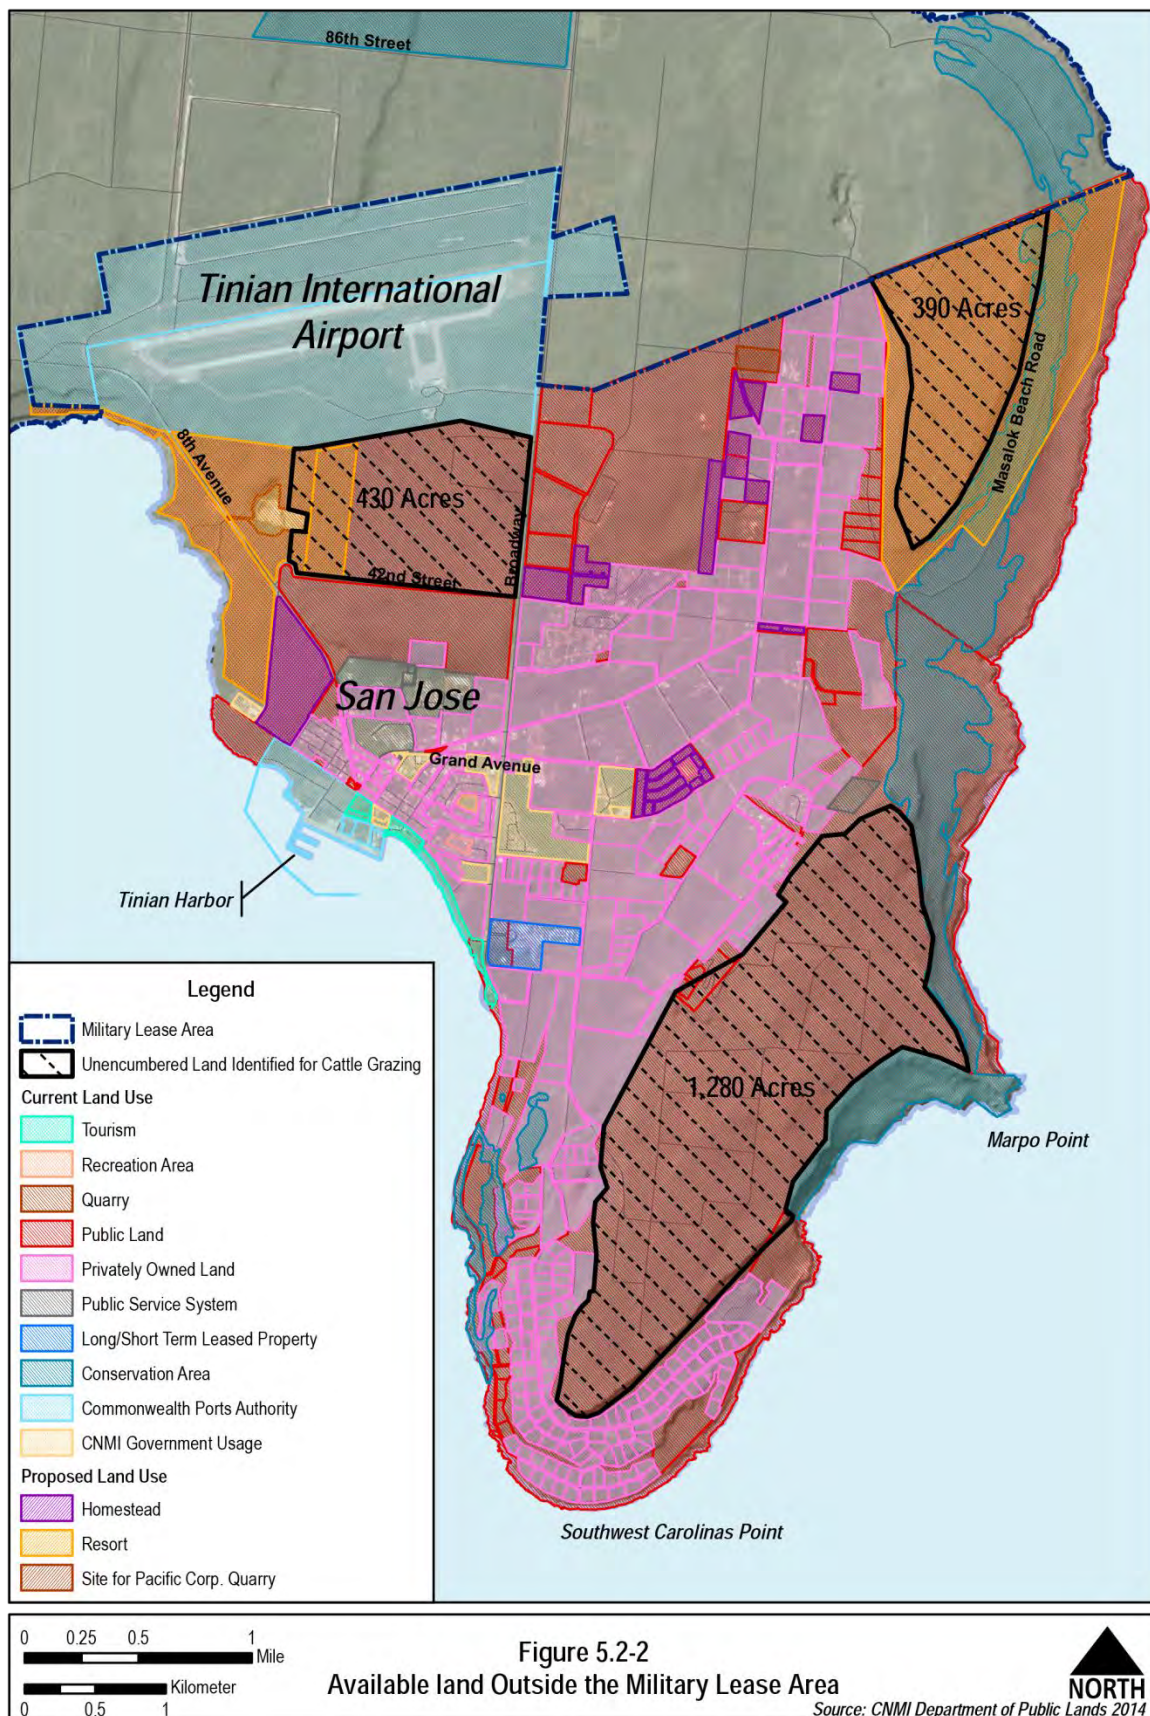 86th Street
Tinian International
Airport
390 Acres
Masalok Beach Road
8th Avenue
430 Acres
Broadway
42nd Street
San Jose
Grand Avenue
Tinian Harbor
1,280 Acres
Marpo Point
Southwest Carolinas Point
Legend
Military Lease Area
Unencumbered Land Identified for Cattle Grazing
Current Land Use
Tourism
Recreation Area
Quarry
Public Land
Privately Owned Land
Public Service System
Long/Short Term Leased Property
Conservation Area
Commonwealth Ports Authority
CNMI Government Usage
Proposed Land Use
Homestead
Resort
Site for Pacific Corp. Quarry
0 0.25 0.5 1
Mile
Kilometer
0 0.5 1
Figure 5.2-2
Available land Outside the Military Lease Area
NORTH
Source: CNMI Department of Public Lands 2014